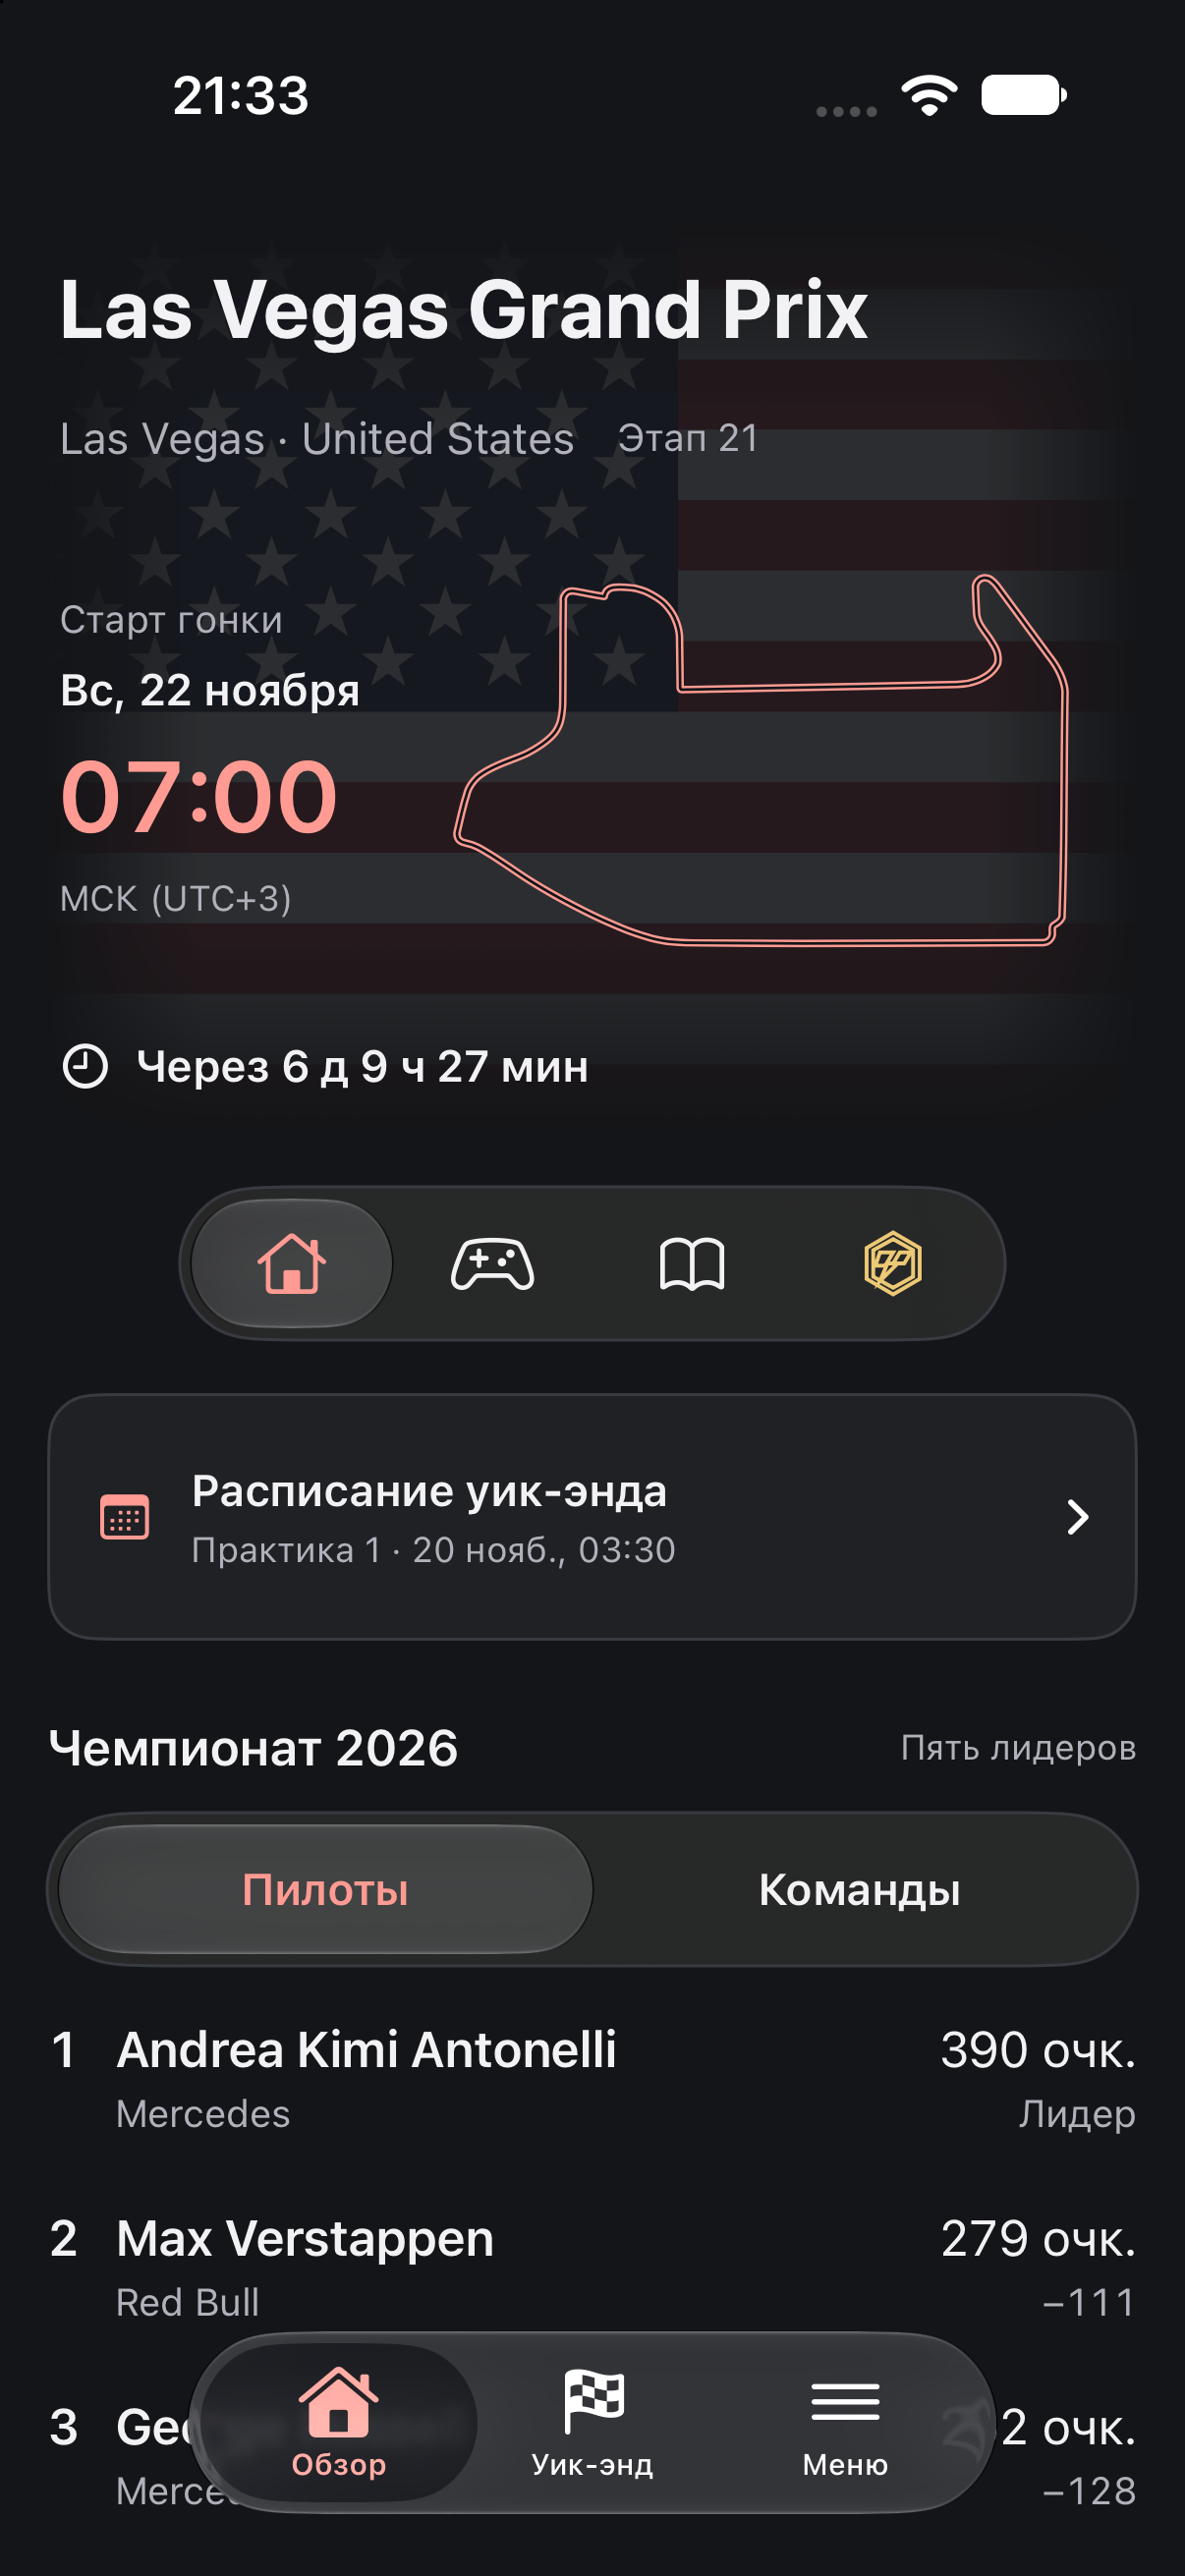 21:33
Las Vegas Grand Prix
Las Vegas · United States Этап 21
Старт гонки
Вс, 22 ноября
07:00
МСК (UTC+3)
Через 6 д 9 ч 27 мин
Расписание уик-энда
Практика 1 · 20 нояб., 03:30
Чемпионат 2026 Пять лидеров
Пилоты Команды
1 Andrea Kimi Antonelli 390 очк.
Mercedes Лидер
2 Max Verstappen 279 очк.
Red Bull −111
3 очк.
−128
Обзор Уик-энд Меню